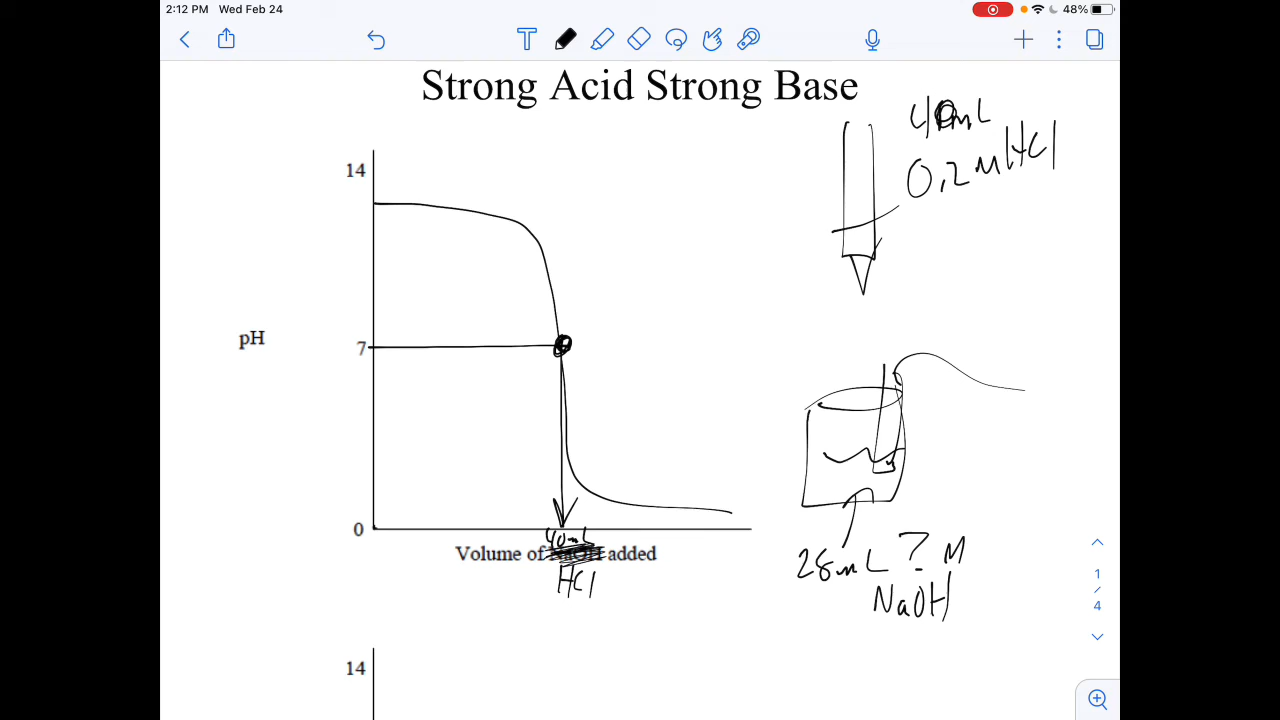 2:12 PM Wed Feb 24
48%
Strong Acid Strong Base
40mL
0.2M HCl
14
pH
7
0
40mL
Volume of NaOH added
HCl
28mL ? M
NaOH
1
/
4
14